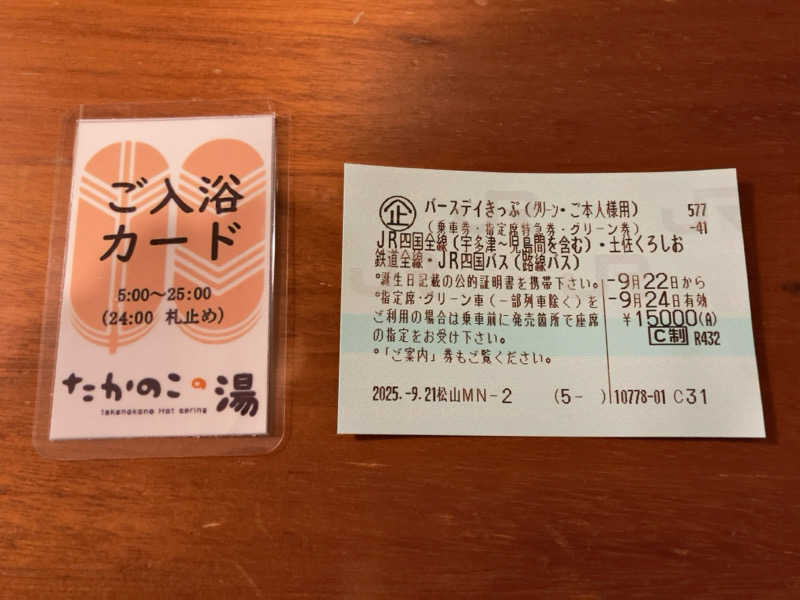 ご入浴
カード
5:00～25:00
(24:00 札止め)
たかのこの湯
takanokono Hot spring
企 バースデイきっぷ(グリーン・ご本人様用) 577
(乗車券・指定席特急券・グリーン券) -41
JR四国全線(宇多津～児島間を含む)・土佐くろしお
鉄道全線・JR四国バス(路線バス)
*誕生日記載の公的証明書を携帯下さい。 -9月22日から
*指定席・グリーン車(一部列車除く)を -9月24日有効
ご利用の場合は乗車前に発売箇所で座席 ¥15000(A)
の指定をお受け下さい。 C制 R432
*「ご案内」券もご覧ください。
2025.-9.21松山MN-2 (5- ) 10778-01 C31